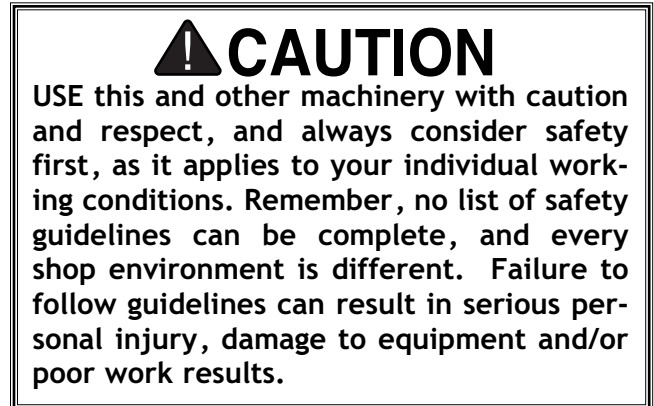 CAUTION
USE this and other machinery with caution
and respect, and always consider safety
first, as it applies to your individual work-
ing conditions. Remember, no list of safety
guidelines can be complete, and every
shop environment is different.  Failure to
follow guidelines can result in serious per-
sonal injury, damage to equipment and/or
poor work results.